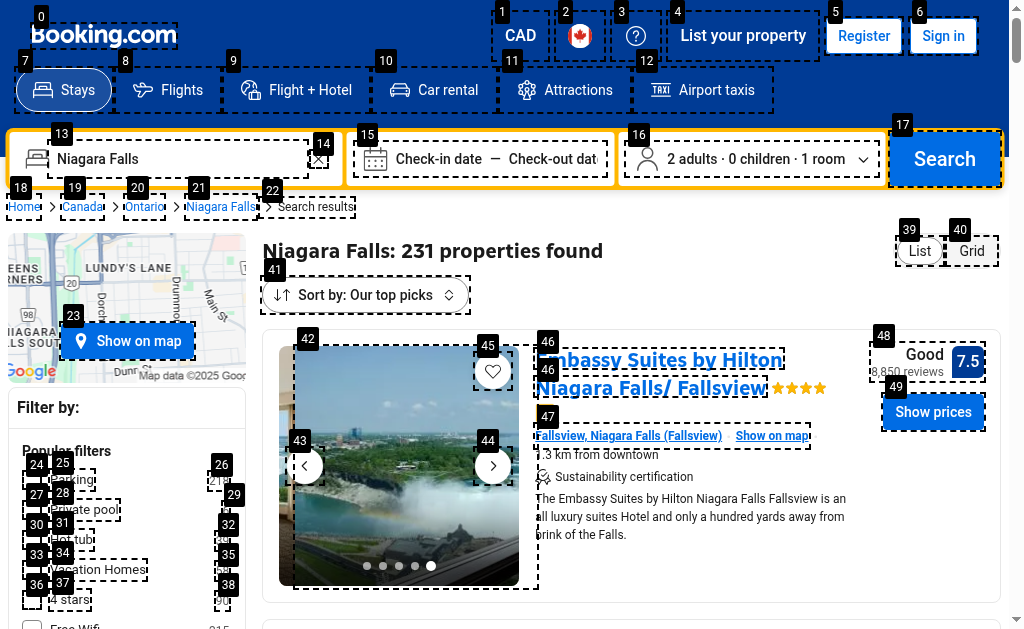 0 1 2 3 4 5 6
Booking.com CAD List your property Register Sign in
7 8 9 10 11 12
Stays Flights Flight + Hotel Car rental Attractions Airport taxis
13 14 15 16 17
Niagara Falls Check-in date — Check-out dat 2 adults · 0 children · 1 room Search
18 19 20 21 22
Home Canada Ontario Niagara Falls Search results
LUNDY'S LANE
20
Main St
98
23
Show on map
Google
Map data ©2025 Goog
Filter by:
Popular filters
24 25 26
Parking
27 28 29
Private pool
30 31 32
Hot tub
33 34 35
Vacation Homes
36 37 38
4 stars 90
Free Wifi 215
39 40
Niagara Falls: 231 properties found List Grid
41
Sort by: Our top picks
42 45 46 48
Embassy Suites by Hilton
46
Niagara Falls/ Fallsview
Good 7.5
8,850 reviews
49
Show prices
47
43 44
Fallsview, Niagara Falls (Fallsview) Show on map
1.3 km from downtown
Sustainability certification
The Embassy Suites by Hilton Niagara Falls Fallsview is an
all luxury suites Hotel and only a hundred yards away from
brink of the Falls.